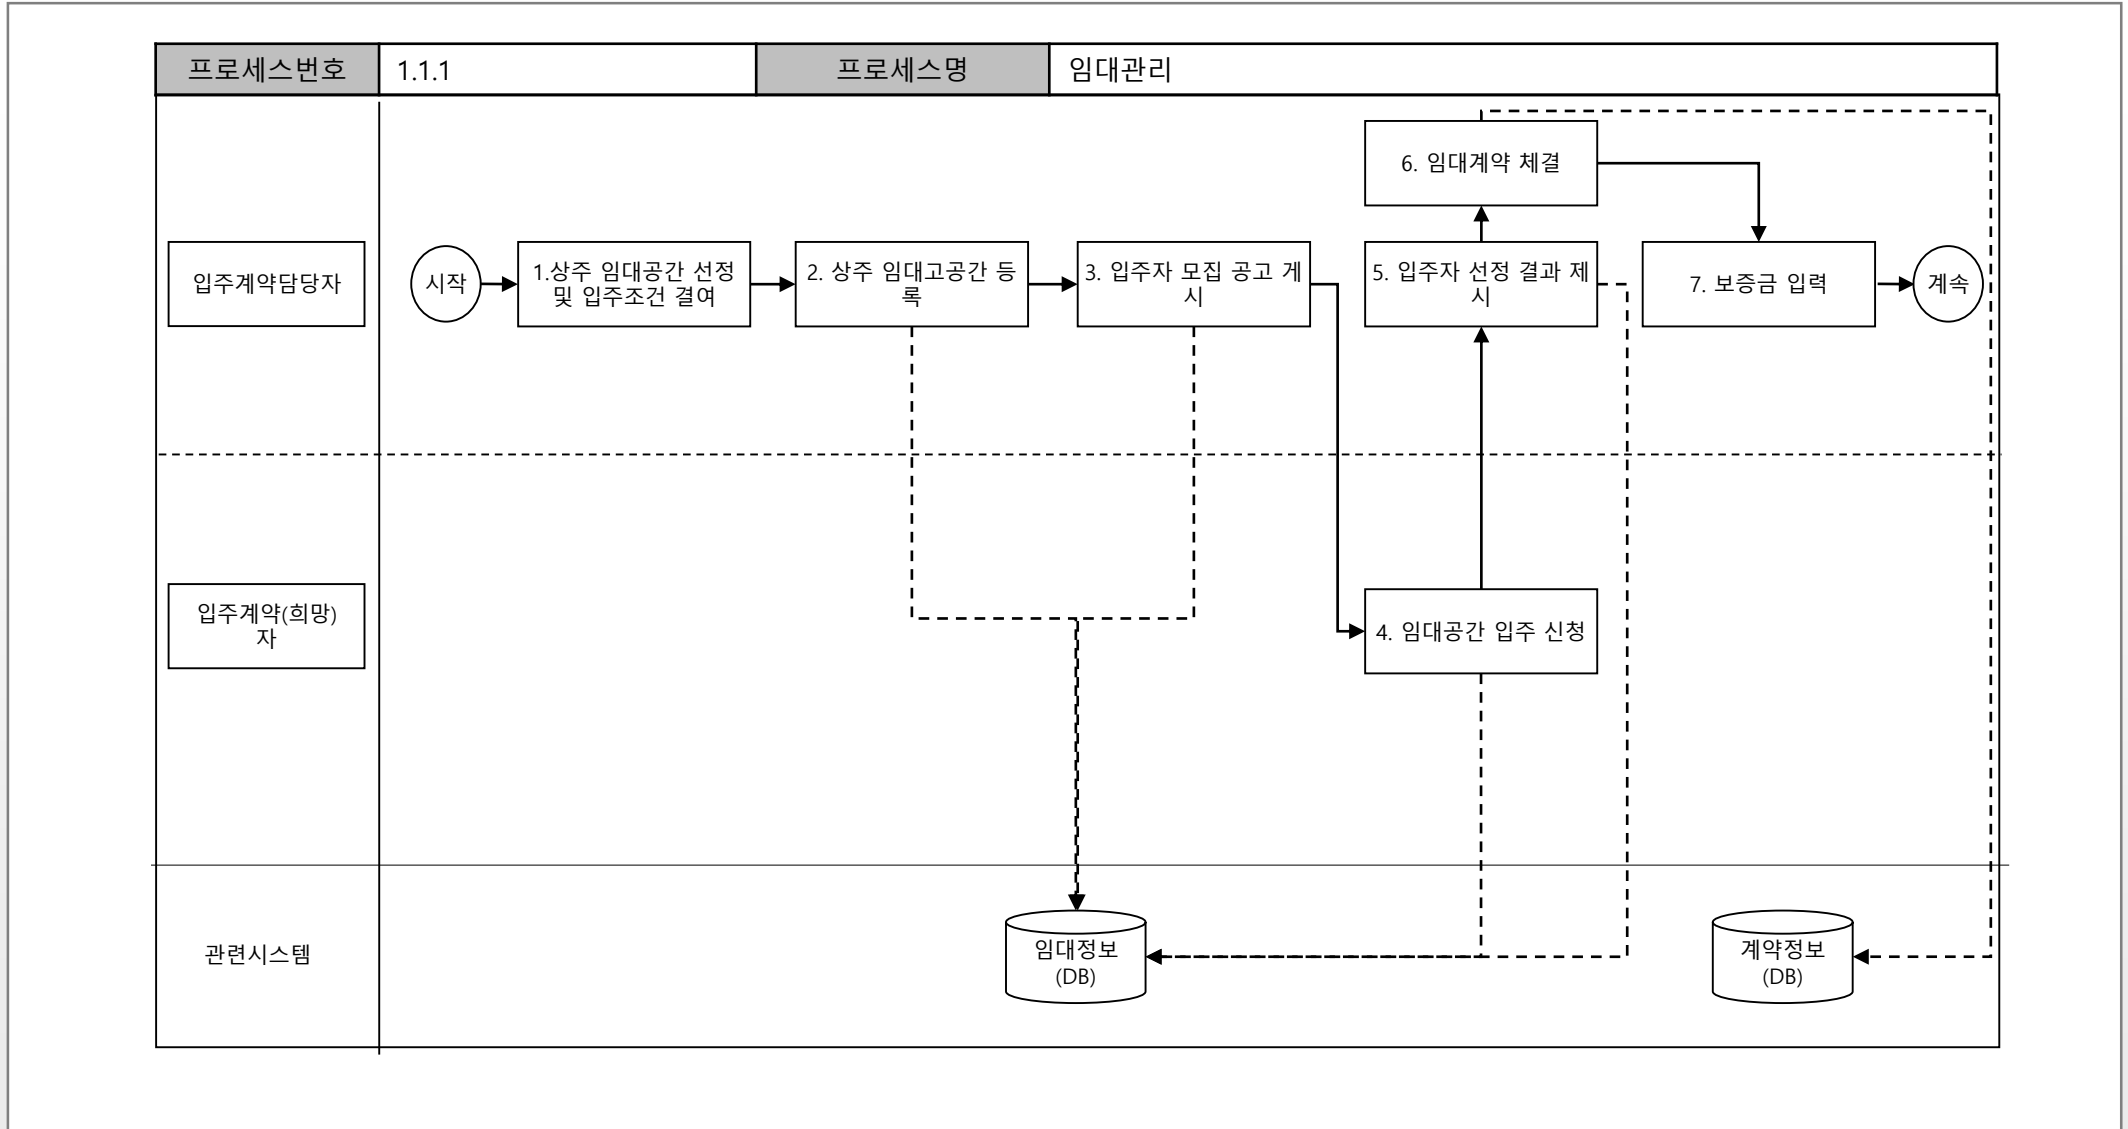 프로세스번호
1.1.1
프로세스명
임대관리
6. 임대계약 체결
입주계약담당자
시작
1.상주 임대공간 선정
및 입주조건 결여
2. 상주 임대고공간 등
록
3. 입주자 모집 공고 게
시
5. 입주자 선정 결과 제
시
7. 보증금 입력
계속
입주계약(희망)
자
4. 임대공간 입주 신청
관련시스템
임대정보
(DB)
계약정보
(DB)